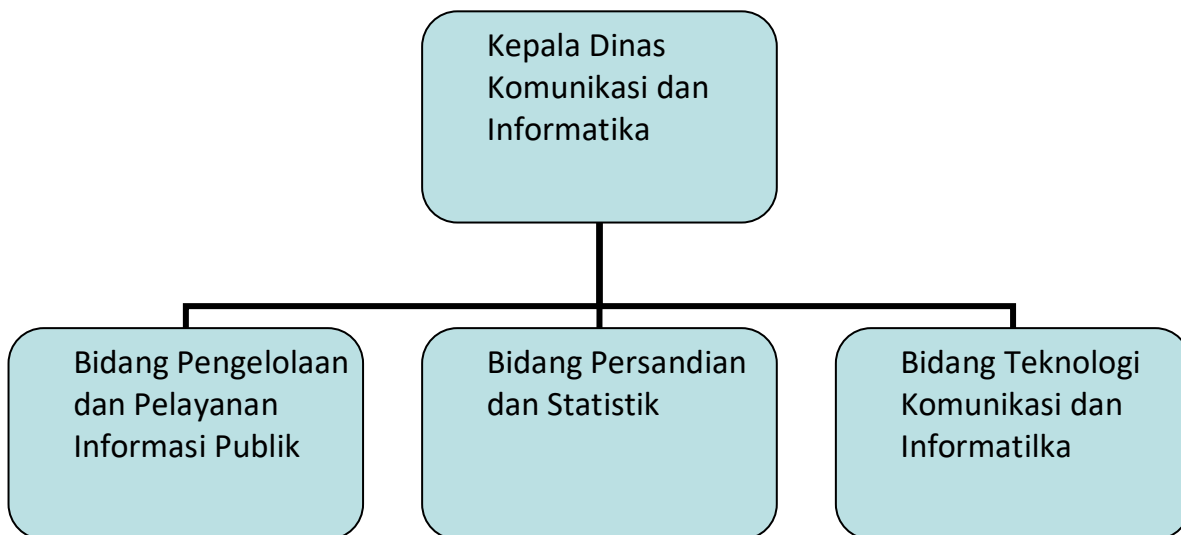 Kepala Dinas
Komunikasi dan
Informatika
Bidang Pengelolaan
dan Pelayanan
Informasi Publik
Bidang Persandian
dan Statistik
Bidang Teknologi
Komunikasi dan
Informatilka